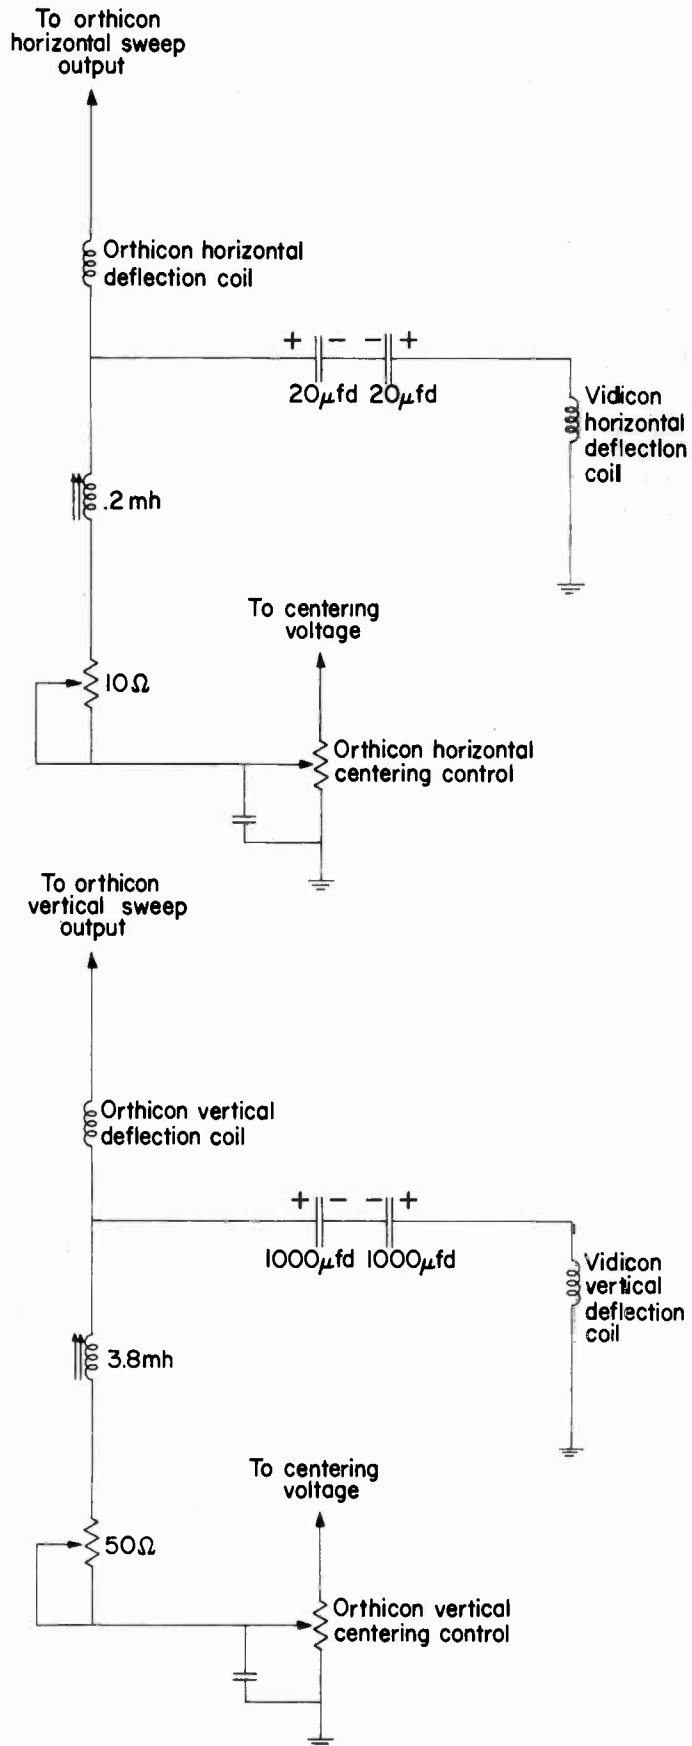 To orthicon
horizontal sweep
output
Orthicon horizontal
deflection coil
+ - - +
20μfd 20μfd
Vidicon
horizontal
deflection
coil
.2mh
To centering
voltage
10Ω
Orthicon horizontal
centering control
To orthicon
vertical sweep
output
Orthicon vertical
deflection coil
+ - - +
1000μfd 1000μfd
Vidicon
vertical
deflection
coil
3.8mh
To centering
voltage
50Ω
Orthicon vertical
centering control